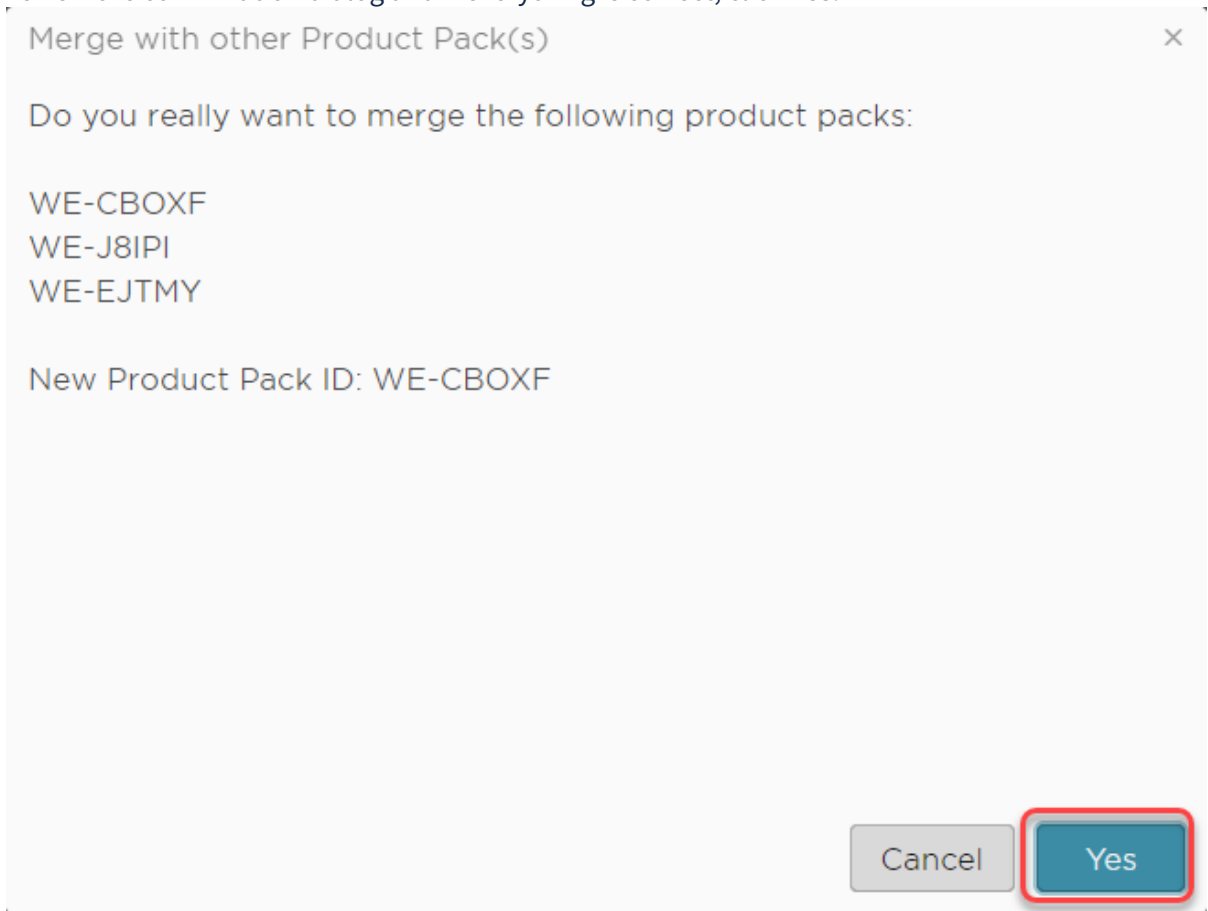 Merge with other Product Pack(s)
Do you really want to merge the following product packs:
WE-CBOXF
WE-J8IPI
WE-EJTMY
New Product Pack ID: WE-CBOXF
Cancel
Yes